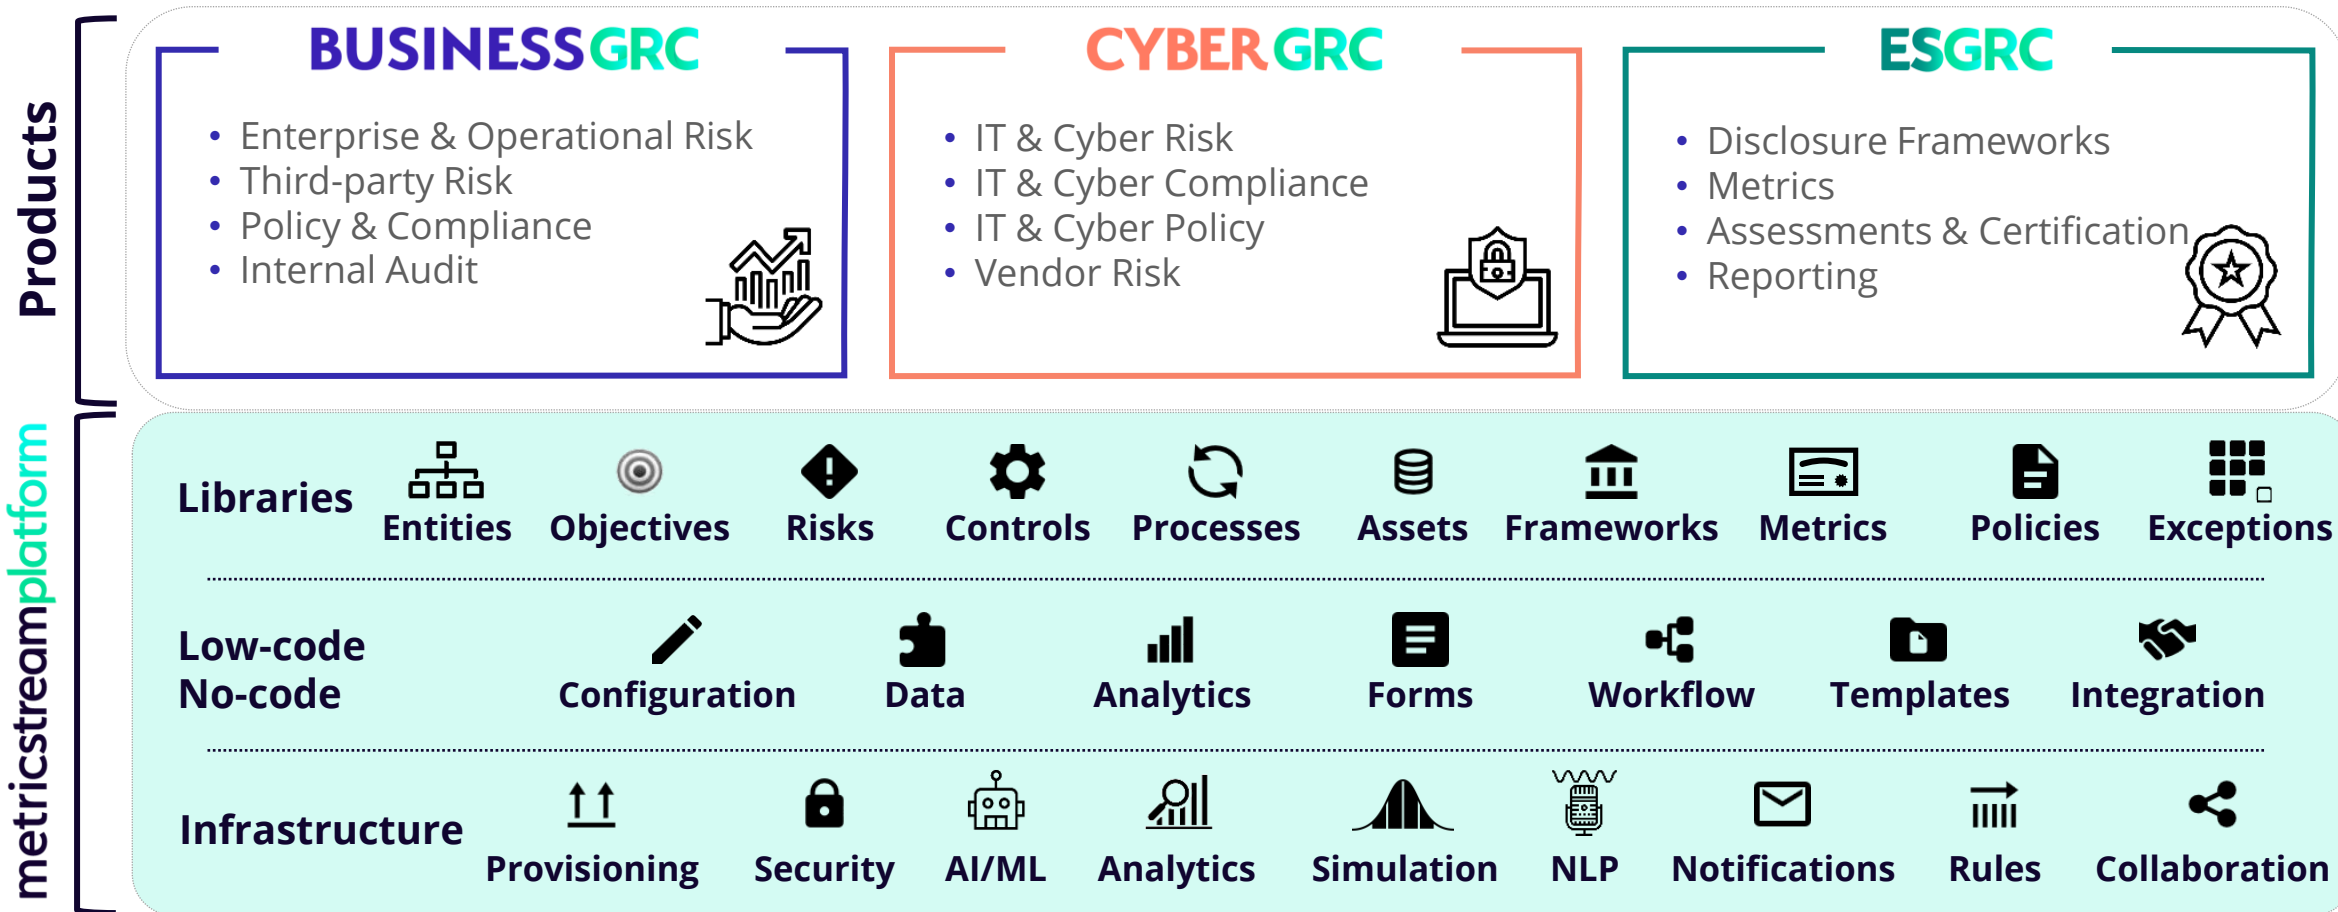 Products
BUSINESSGRC
• Enterprise & Operational Risk
• Third-party Risk
• Policy & Compliance
• Internal Audit
CYBERGRC
• IT & Cyber Risk
• IT & Cyber Compliance
• IT & Cyber Policy
• Vendor Risk
ESGRC
• Disclosure Frameworks
• Metrics
• Assessments & Certification
• Reporting
metricstreamplatform
Libraries
Entities
Objectives
Risks
Controls
Processes
Assets
Frameworks
Metrics
Policies
Exceptions
Low-code
No-code
Configuration
Data
Analytics
Forms
Workflow
Templates
Integration
Infrastructure
Provisioning
Security
AI/ML
Analytics
Simulation
NLP
Notifications
Rules
Collaboration